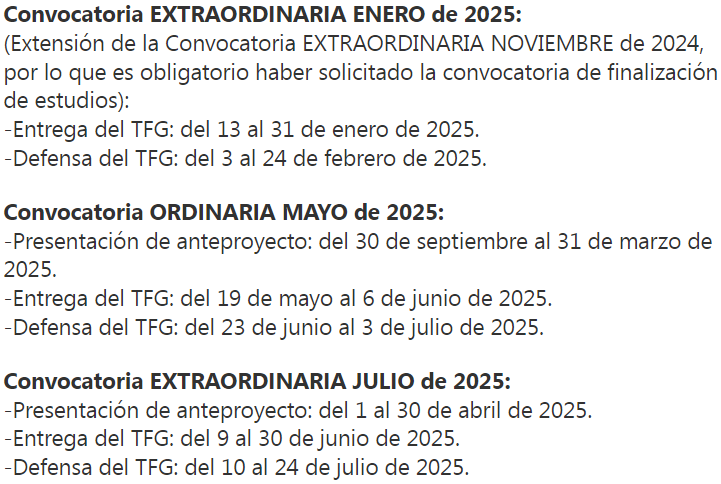 Convocatoria EXTRAORDINARIA ENERO de 2025:
(Extensión de la Convocatoria EXTRAORDINARIA NOVIEMBRE de 2024,
por lo que es obligatorio haber solicitado la convocatoria de finalización
de estudios):
-Entrega del TFG: del 13 al 31 de enero de 2025.
-Defensa del TFG: del 3 al 24 de febrero de 2025.
Convocatoria ORDINARIA MAYO de 2025:
-Presentación de anteproyecto: del 30 de septiembre al 31 de marzo de
2025.
-Entrega del TFG: del 19 de mayo al 6 de junio de 2025.
-Defensa del TFG: del 23 de junio al 3 de julio de 2025.
Convocatoria EXTRAORDINARIA JULIO de 2025:
-Presentación de anteproyecto: del 1 al 30 de abril de 2025.
-Entrega del TFG: del 9 al 30 de junio de 2025.
-Defensa del TFG: del 10 al 24 de julio de 2025.